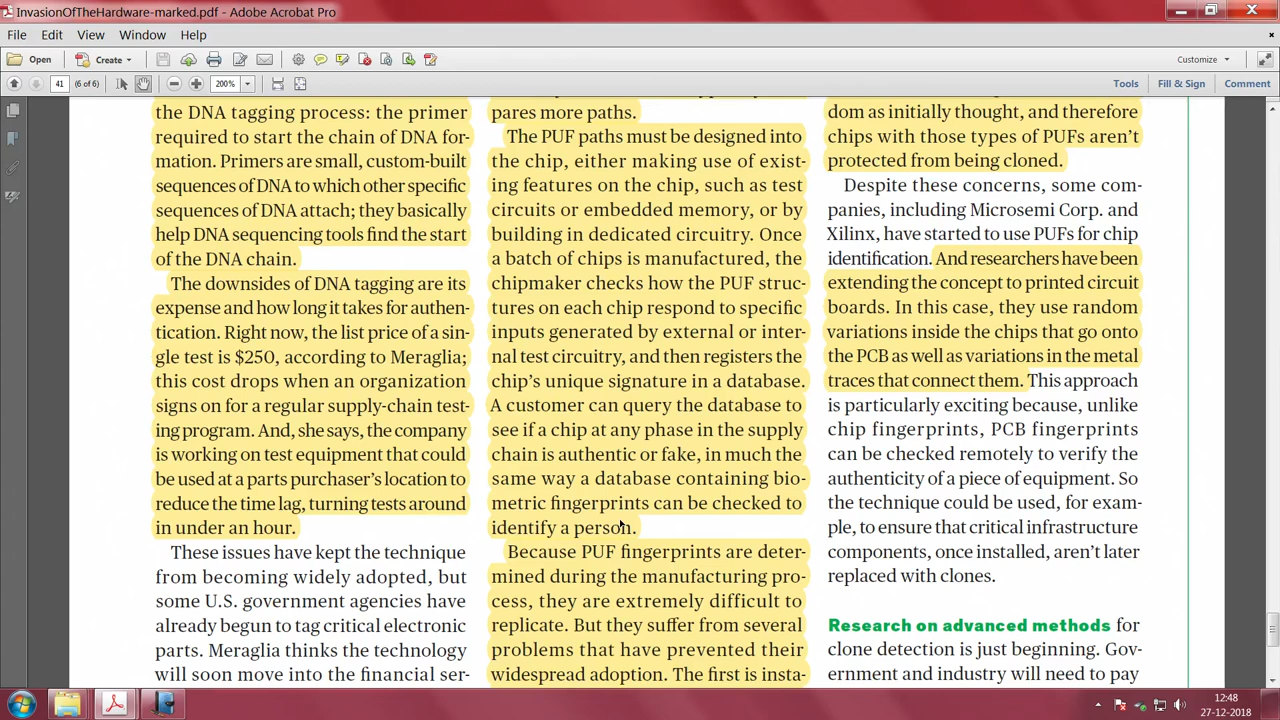 InvasionOfTheHardware-marked.pdf - Adobe Acrobat Pro
File Edit View Window Help
Open Create Customize
41 (6 of 6) 200% Tools Fill & Sign Comment
the DNA tagging process: the primer
required to start the chain of DNA for-
mation. Primers are small, custom-built
sequences of DNA to which other specific
sequences of DNA attach; they basically
help DNA sequencing tools find the start
of the DNA chain.
The downsides of DNA tagging are its
expense and how long it takes for authen-
tication. Right now, the list price of a sin-
gle test is $250, according to Meraglia;
this cost drops when an organization
signs on for a regular supply-chain test-
ing program. And, she says, the company
is working on test equipment that could
be used at a parts purchaser's location to
reduce the time lag, turning tests around
in under an hour.
These issues have kept the technique
from becoming widely adopted, but
some U.S. government agencies have
already begun to tag critical electronic
parts. Meraglia thinks the technology
will soon move into the financial ser-
pares more paths.
The PUF paths must be designed into
the chip, either making use of exist-
ing features on the chip, such as test
circuits or embedded memory, or by
building in dedicated circuitry. Once
a batch of chips is manufactured, the
chipmaker checks how the PUF struc-
tures on each chip respond to specific
inputs generated by external or inter-
nal test circuitry, and then registers the
chip's unique signature in a database.
A customer can query the database to
see if a chip at any phase in the supply
chain is authentic or fake, in much the
same way a database containing bio-
metric fingerprints can be checked to
identify a person.
Because PUF fingerprints are deter-
mined during the manufacturing pro-
cess, they are extremely difficult to
replicate. But they suffer from several
problems that have prevented their
widespread adoption. The first is insta-
dom as initially thought, and therefore
chips with those types of PUFs aren't
protected from being cloned.
Despite these concerns, some com-
panies, including Microsemi Corp. and
Xilinx, have started to use PUFs for chip
identification. And researchers have been
extending the concept to printed circuit
boards. In this case, they use random
variations inside the chips that go onto
the PCB as well as variations in the metal
traces that connect them. This approach
is particularly exciting because, unlike
chip fingerprints, PCB fingerprints
can be checked remotely to verify the
authenticity of a piece of equipment. So
the technique could be used, for exam-
ple, to ensure that critical infrastructure
components, once installed, aren't later
replaced with clones.
Research on advanced methods for
clone detection is just beginning. Gov-
ernment and industry will need to pay
12:48
27-12-2018